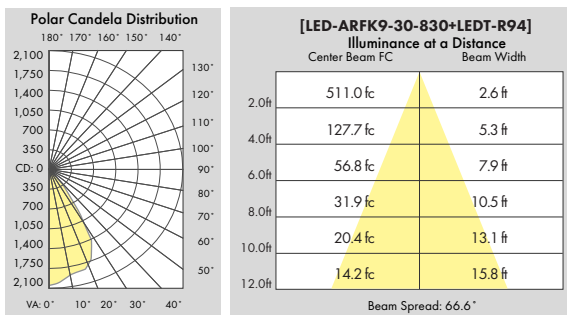 Polar Candela Distribution
180° 170° 160° 150° 140°
2,100
1,750
1,400
1,050
700
350
CD: 0
350
700
1,050
1,400
1,750
2,100
130°
120°
110°
100°
90°
80°
70°
60°
50°
VA: 0° 10° 20° 30° 40°
[LED-ARFK9-30-830+LEDT-R94]
Illuminance at a Distance
Center Beam FC Beam Width
2.0ft 511.0 fc 2.6 ft
4.0ft 127.7 fc 5.3 ft
6.0ft 56.8 fc 7.9 ft
8.0ft 31.9 fc 10.5 ft
10.0ft 20.4 fc 13.1 ft
12.0ft 14.2 fc 15.8 ft
Beam Spread: 66.6°